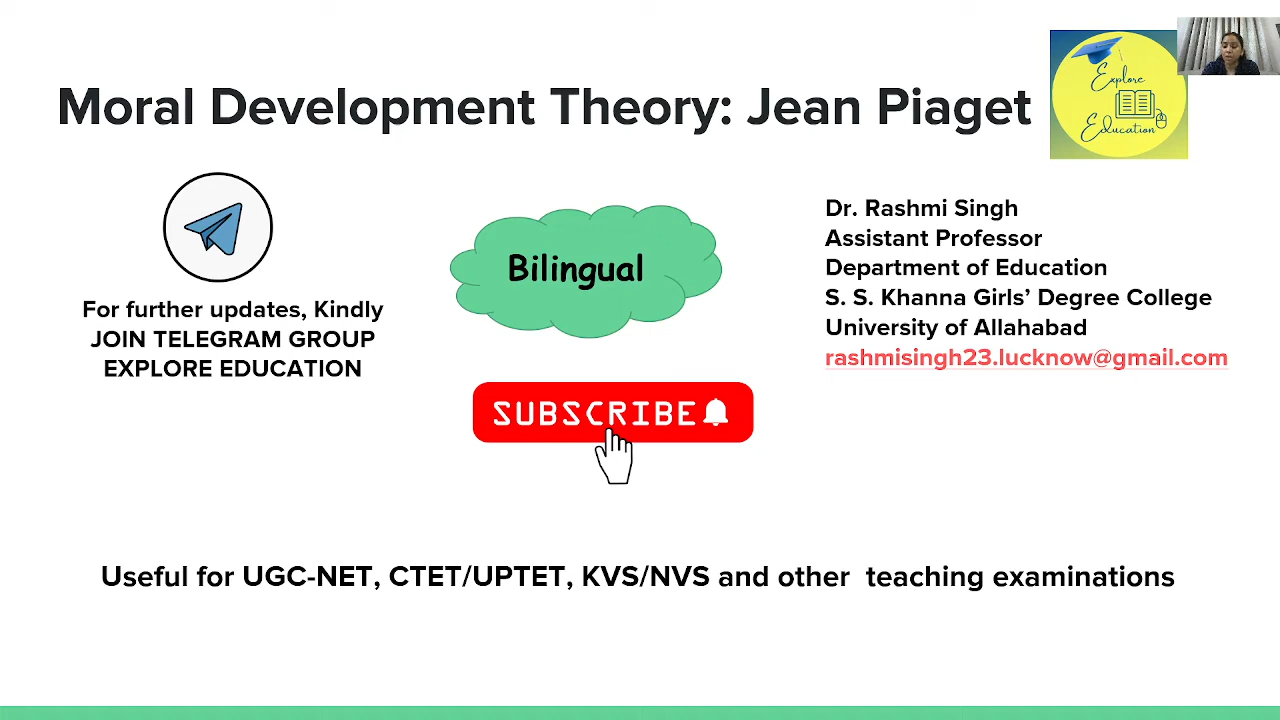 Moral Development Theory: Jean Piaget
Explore
Education
For further updates, Kindly
JOIN TELEGRAM GROUP
EXPLORE EDUCATION
Bilingual
SUBSCRIBE
Dr. Rashmi Singh
Assistant Professor
Department of Education
S. S. Khanna Girls’ Degree College
University of Allahabad
rashmisingh23.lucknow@gmail.com
Useful for UGC-NET, CTET/UPTET, KVS/NVS and other teaching examinations